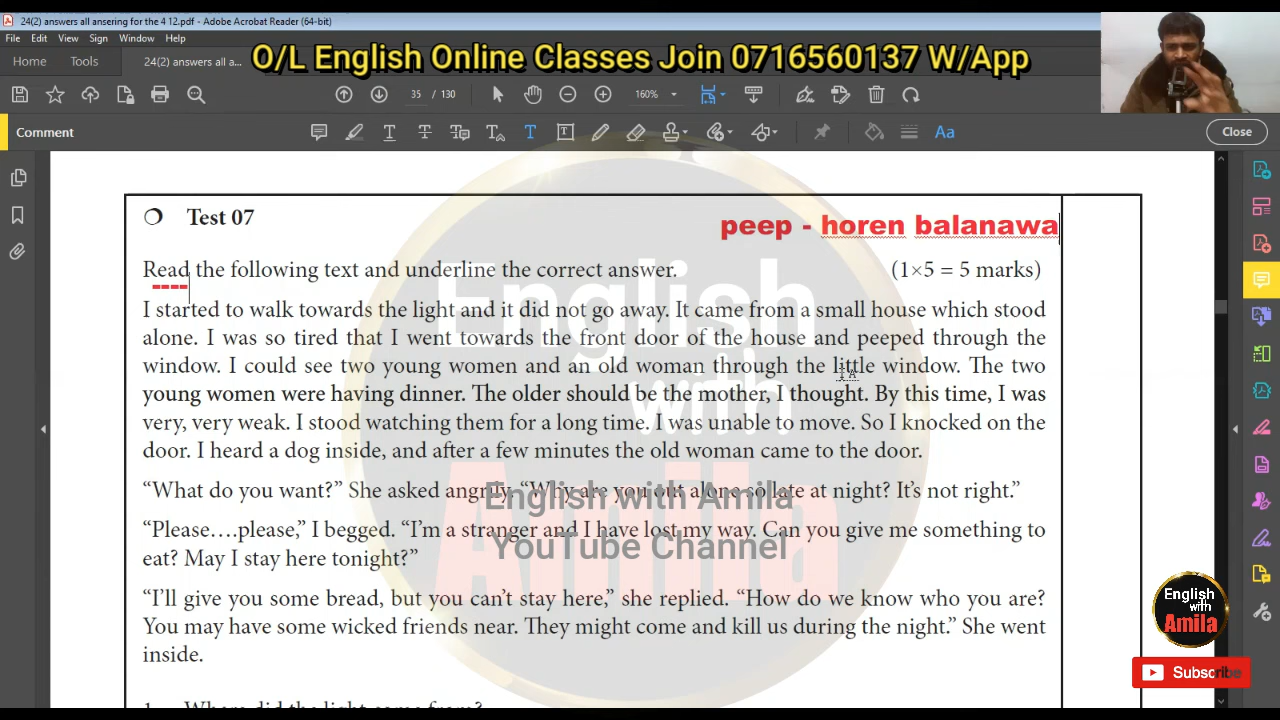 24(2) answers all ansering for the 4 12.pdf - Adobe Acrobat Reader (64-bit)
File Edit View Sign Window Help
O/L English Online Classes Join 0716560137 W/App
Home Tools 24(2) answers all a...
35 / 130 160%
Comment Close
Test 07
peep - horen balanawa
Read the following text and underline the correct answer. (1×5 = 5 marks)
I started to walk towards the light and it did not go away. It came from a small house which stood
alone. I was so tired that I went towards the front door of the house and peeped through the
window. I could see two young women and an old woman through the little window. The two
young women were having dinner. The older should be the mother, I thought. By this time, I was
very, very weak. I stood watching them for a long time. I was unable to move. So I knocked on the
door. I heard a dog inside, and after a few minutes the old woman came to the door.
“What do you want?” She asked angrily. “Why are you out alone so late at night? It’s not right.”
“Please….please,” I begged. “I’m a stranger and I have lost my way. Can you give me something to
eat? May I stay here tonight?”
“I’ll give you some bread, but you can’t stay here,” she replied. “How do we know who you are?
You may have some wicked friends near. They might come and kill us during the night.” She went
inside.
1. Where did the light come from?
English with Amila
English with Amila
YouTube Channel
English with Amila
Subscribe